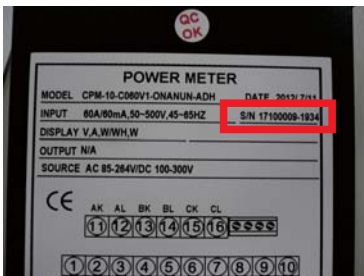 QC
OK
POWER METER
MODEL CPM-10-C060V1-ONANUN-ADH DATE 2012/ 7/11
INPUT 60A/60mA,50~500V,45~65HZ S/N 17100009-1934
DISPLAY V,A,W/WH,W
OUTPUT N/A
SOURCE AC 85-264V/DC 100-300V
CE AK AL BK BL CK CL
11 12 13 14 15 16
1 2 3 4 5 6 7 8 9 10